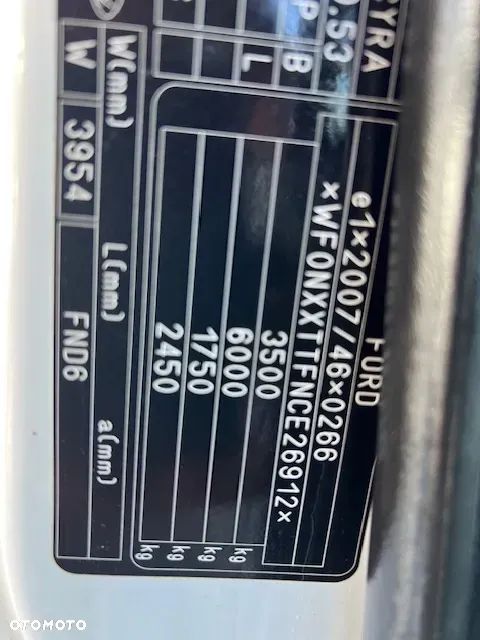 FORD
e1×2007/46×0266
×WF0NXXTTFNCE26912×
3500 kg
6000 kg
1750 kg
2450 kg
B
L
.53
YRA
P
W(mm) L(mm) a(mm)
W 3954 FND6
OTOMOTO